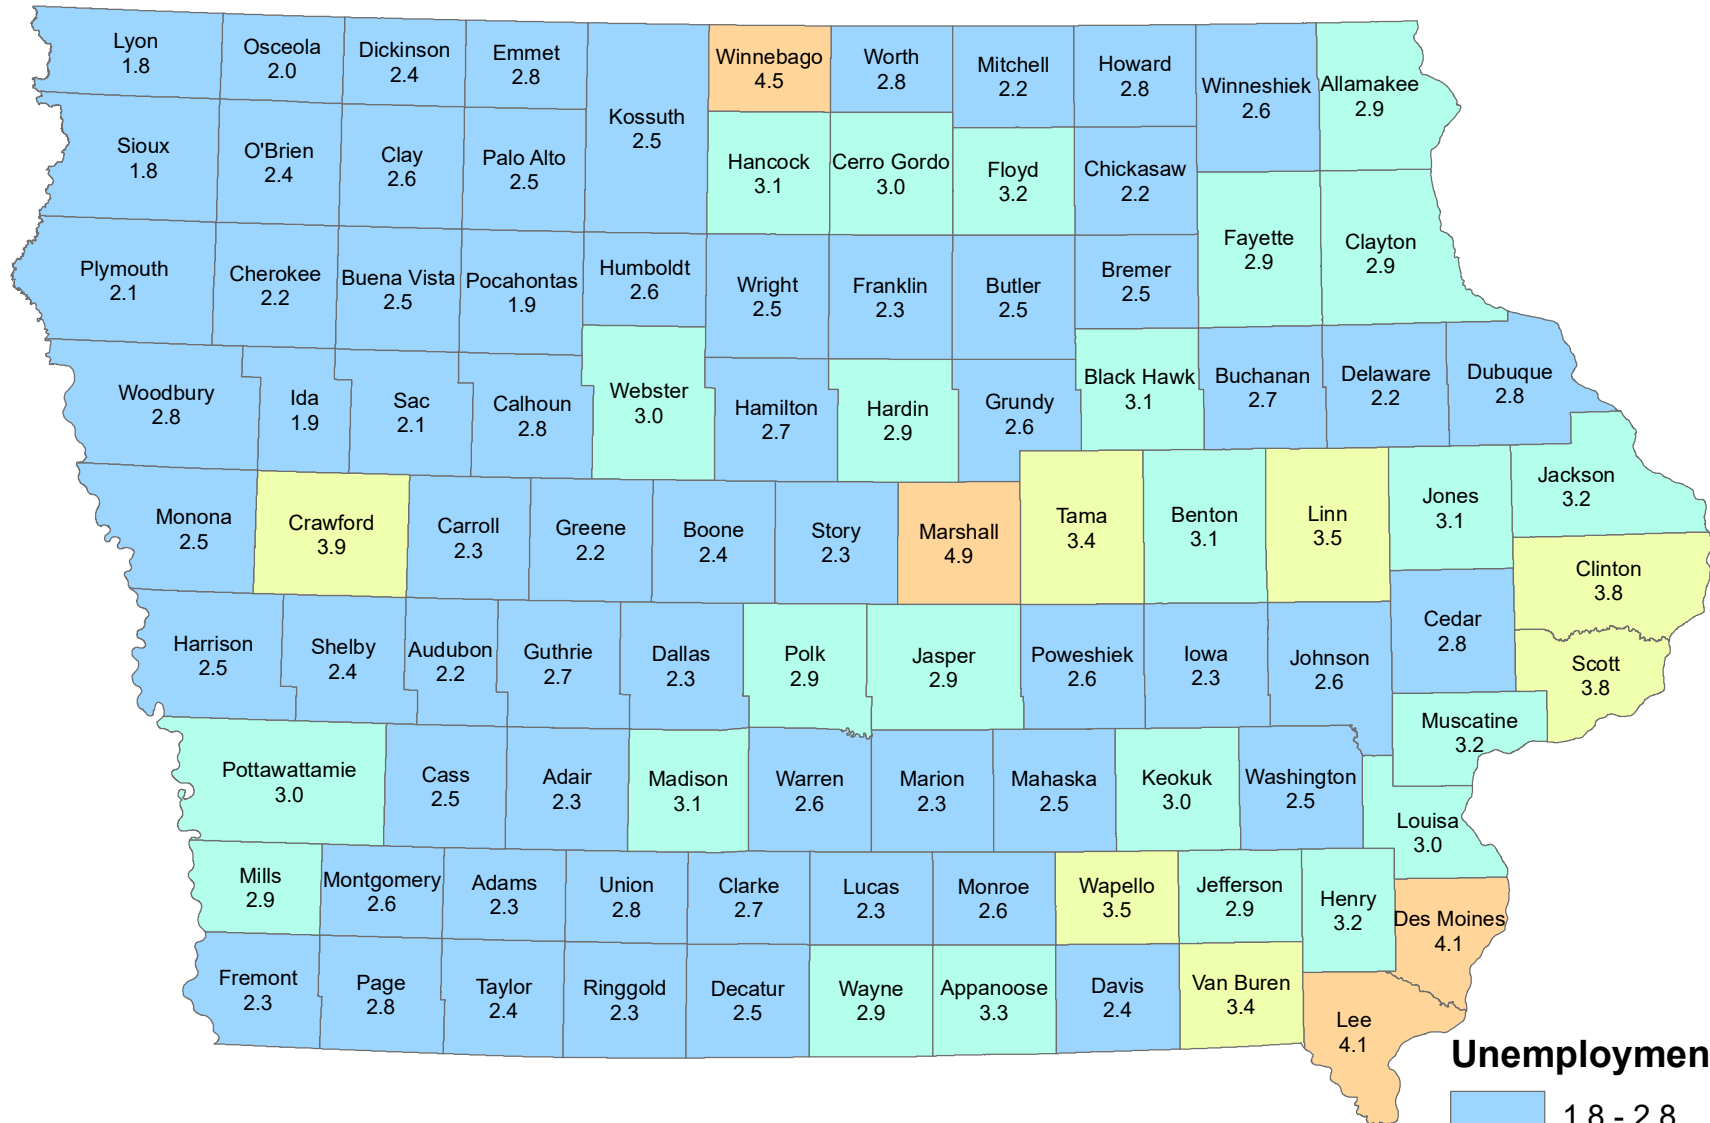 Lyon
1.8
Osceola
2.0
Dickinson
2.4
Emmet
2.8
Kossuth
2.5
Winnebago
4.5
Worth
2.8
Mitchell
2.2
Howard
2.8
Winneshiek
2.6
Allamakee
2.9
Sioux
1.8
O'Brien
2.4
Clay
2.6
Palo Alto
2.5
Hancock
3.1
Cerro Gordo
3.0
Floyd
3.2
Chickasaw
2.2
Fayette
2.9
Clayton
2.9
Plymouth
2.1
Cherokee
2.2
Buena Vista
2.5
Pocahontas
1.9
Humboldt
2.6
Wright
2.5
Franklin
2.3
Butler
2.5
Bremer
2.5
Woodbury
2.8
Ida
1.9
Sac
2.1
Calhoun
2.8
Webster
3.0
Hamilton
2.7
Hardin
2.9
Grundy
2.6
Black Hawk
3.1
Buchanan
2.7
Delaware
2.2
Dubuque
2.8
Monona
2.5
Crawford
3.9
Carroll
2.3
Greene
2.2
Boone
2.4
Story
2.3
Marshall
4.9
Tama
3.4
Benton
3.1
Linn
3.5
Jones
3.1
Jackson
3.2
Clinton
3.8
Harrison
2.5
Shelby
2.4
Audubon
2.2
Guthrie
2.7
Dallas
2.3
Polk
2.9
Jasper
2.9
Poweshiek
2.6
Iowa
2.3
Johnson
2.6
Cedar
2.8
Scott
3.8
Muscatine
3.2
Pottawattamie
3.0
Cass
2.5
Adair
2.3
Madison
3.1
Warren
2.6
Marion
2.3
Mahaska
2.5
Keokuk
3.0
Washington
2.5
Louisa
3.0
Mills
2.9
Montgomery
2.6
Adams
2.3
Union
2.8
Clarke
2.7
Lucas
2.3
Monroe
2.6
Wapello
3.5
Jefferson
2.9
Henry
3.2
Des Moines
4.1
Fremont
2.3
Page
2.8
Taylor
2.4
Ringgold
2.3
Decatur
2.5
Wayne
2.9
Appanoose
3.3
Davis
2.4
Van Buren
3.4
Lee
4.1
Unemploymen
1.8 - 2.8